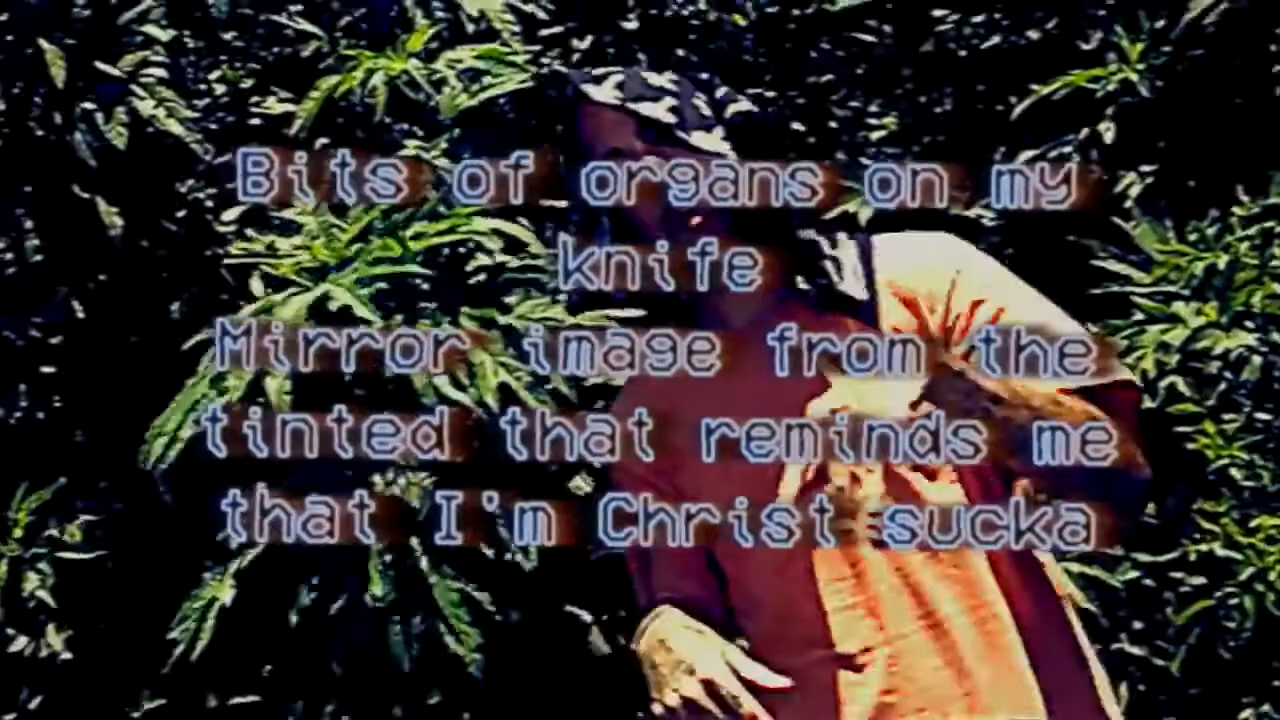 Bits of organs on my
knife
Mirror image from the
tinted that reminds me
that I'm Christ sucka